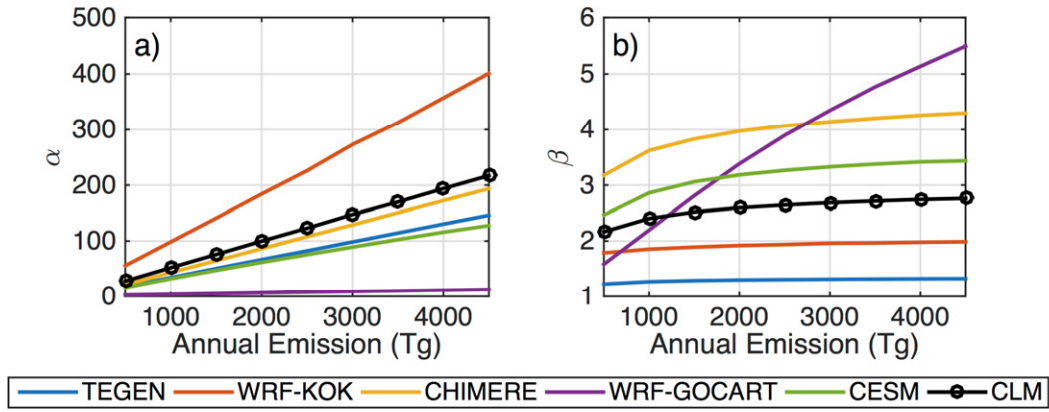 a)
500
400
300
200
100
0
α
1000 2000 3000 4000
Annual Emission (Tg)
b)
6
5
4
3
2
1
β
1000 2000 3000 4000
Annual Emission (Tg)
TEGEN WRF-KOK CHIMERE WRF-GOCART CESM CLM